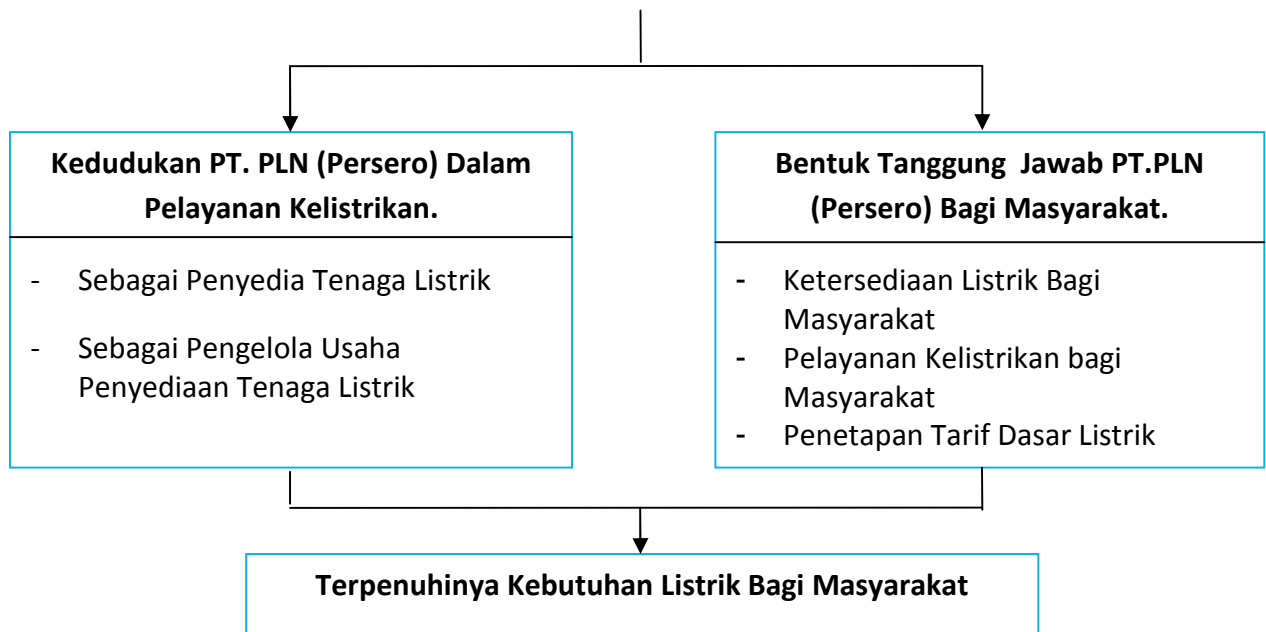 Kedudukan PT. PLN (Persero) Dalam
Pelayanan Kelistrikan.
- Sebagai Penyedia Tenaga Listrik
- Sebagai Pengelola Usaha
Penyediaan Tenaga Listrik
Bentuk Tanggung Jawab PT.PLN
(Persero) Bagi Masyarakat.
- Ketersediaan Listrik Bagi
Masyarakat
- Pelayanan Kelistrikan bagi
Masyarakat
- Penetapan Tarif Dasar Listrik
Terpenuhinya Kebutuhan Listrik Bagi Masyarakat